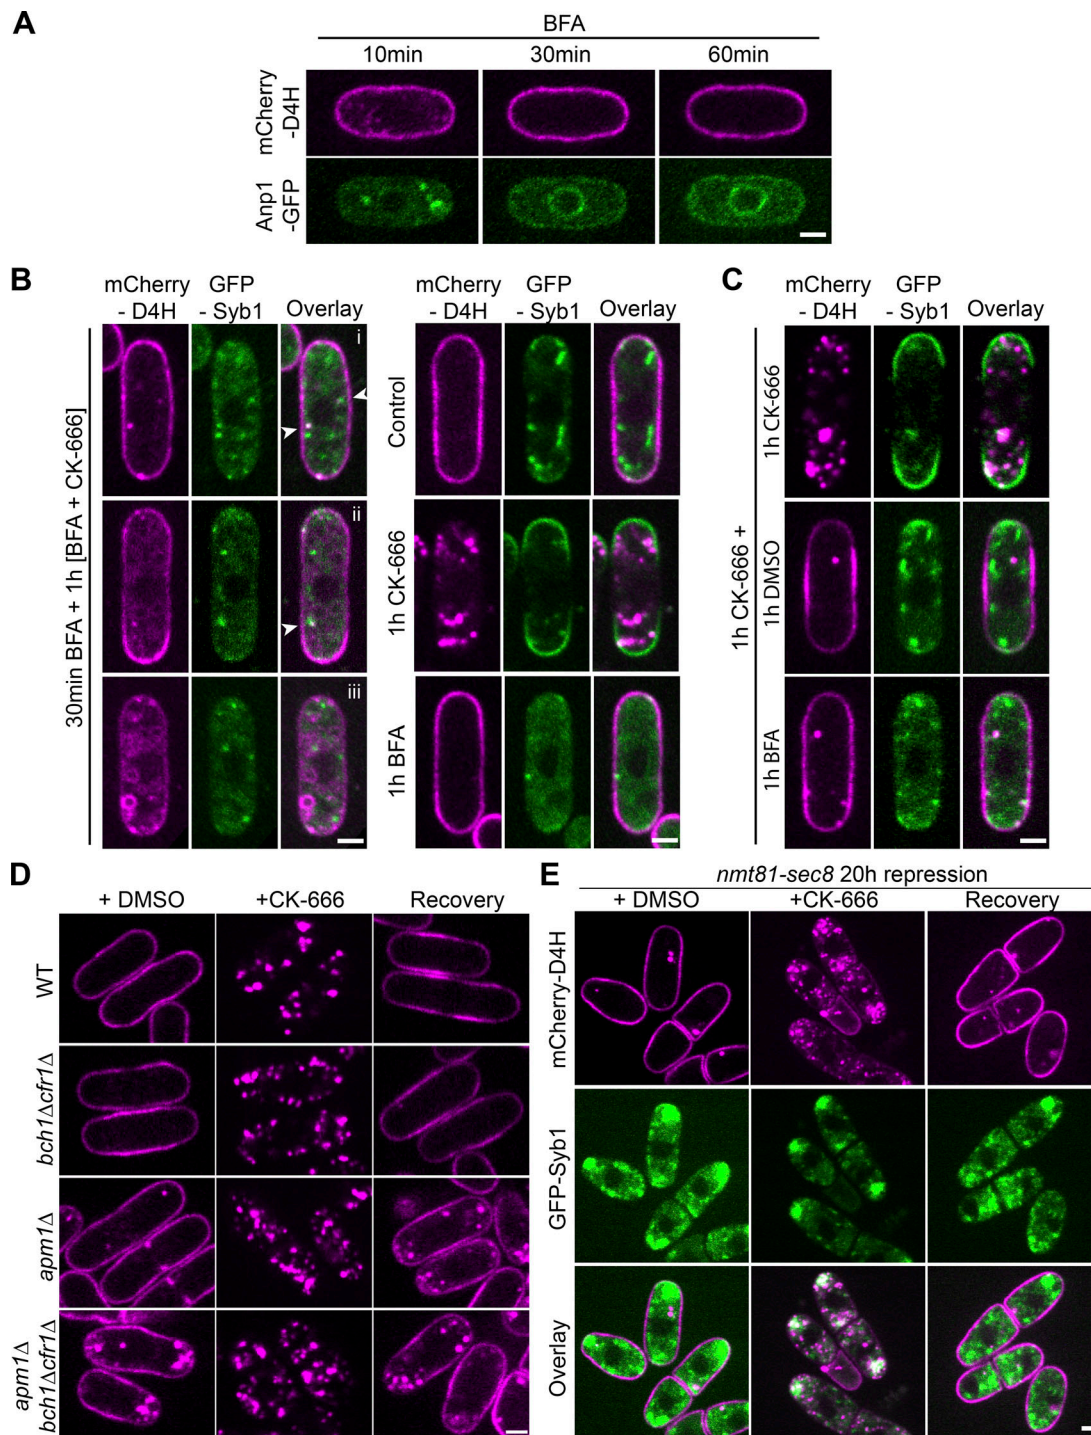 A
BFA
10min 30min 60min
mCherry
-D4H
Anp1
-GFP
B
mCherry GFP
- D4H - Syb1 Overlay
30min BFA + 1h [BFA + CK-666]
i
ii
iii
mCherry GFP
- D4H - Syb1 Overlay
Control
1h CK-666
1h BFA
C
mCherry GFP
- D4H - Syb1 Overlay
1h CK-666
1h CK-666 +
1h DMSO
1h BFA
D
+ DMSO +CK-666 Recovery
WT
bch1Δcfr1Δ
apm1Δ
apm1Δ
bch1Δcfr1Δ
E
nmt81-sec8 20h repression
+ DMSO +CK-666 Recovery
mCherry-D4H
GFP-Syb1
Overlay